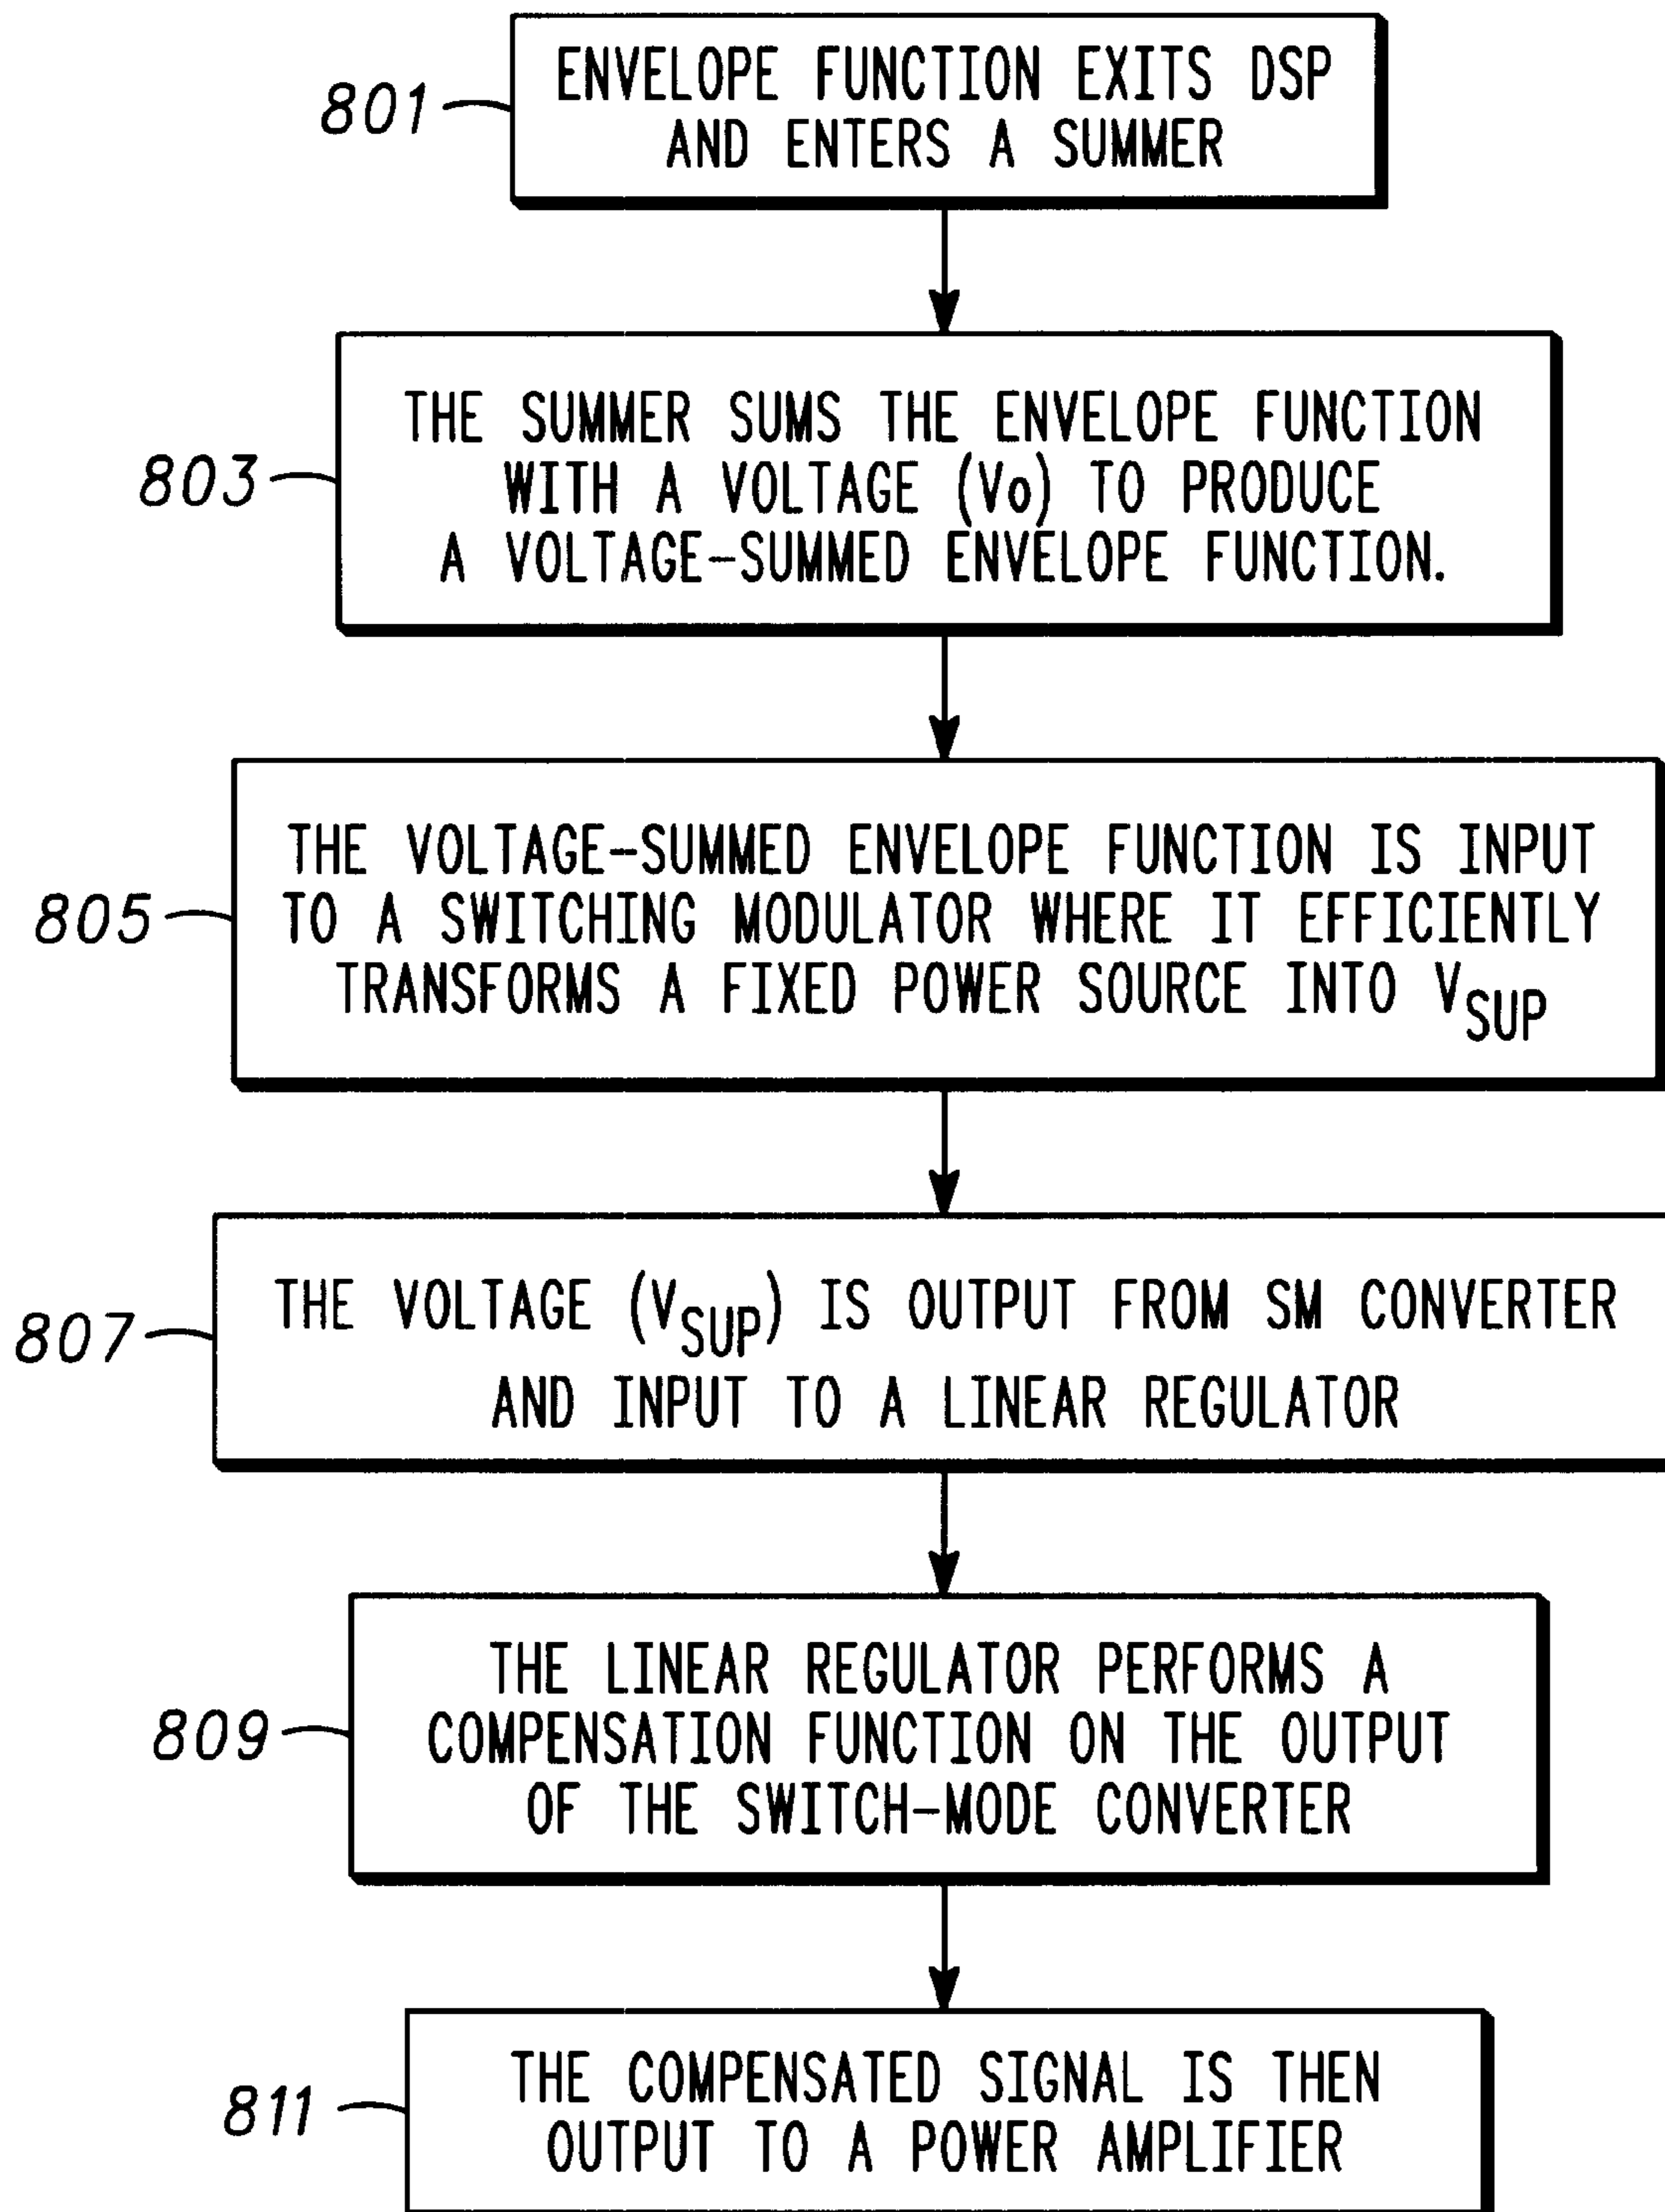 801
ENVELOPE FUNCTION EXITS DSP
AND ENTERS A SUMMER
803
THE SUMMER SUMS THE ENVELOPE FUNCTION
WITH A VOLTAGE (Vo) TO PRODUCE
A VOLTAGE-SUMMED ENVELOPE FUNCTION.
805
THE VOLTAGE-SUMMED ENVELOPE FUNCTION IS INPUT
TO A SWITCHING MODULATOR WHERE IT EFFICIENTLY
TRANSFORMS A FIXED POWER SOURCE INTO VSUP
807
THE VOLTAGE (VSUP) IS OUTPUT FROM SM CONVERTER
AND INPUT TO A LINEAR REGULATOR
809
THE LINEAR REGULATOR PERFORMS A
COMPENSATION FUNCTION ON THE OUTPUT
OF THE SWITCH-MODE CONVERTER
811
THE COMPENSATED SIGNAL IS THEN
OUTPUT TO A POWER AMPLIFIER